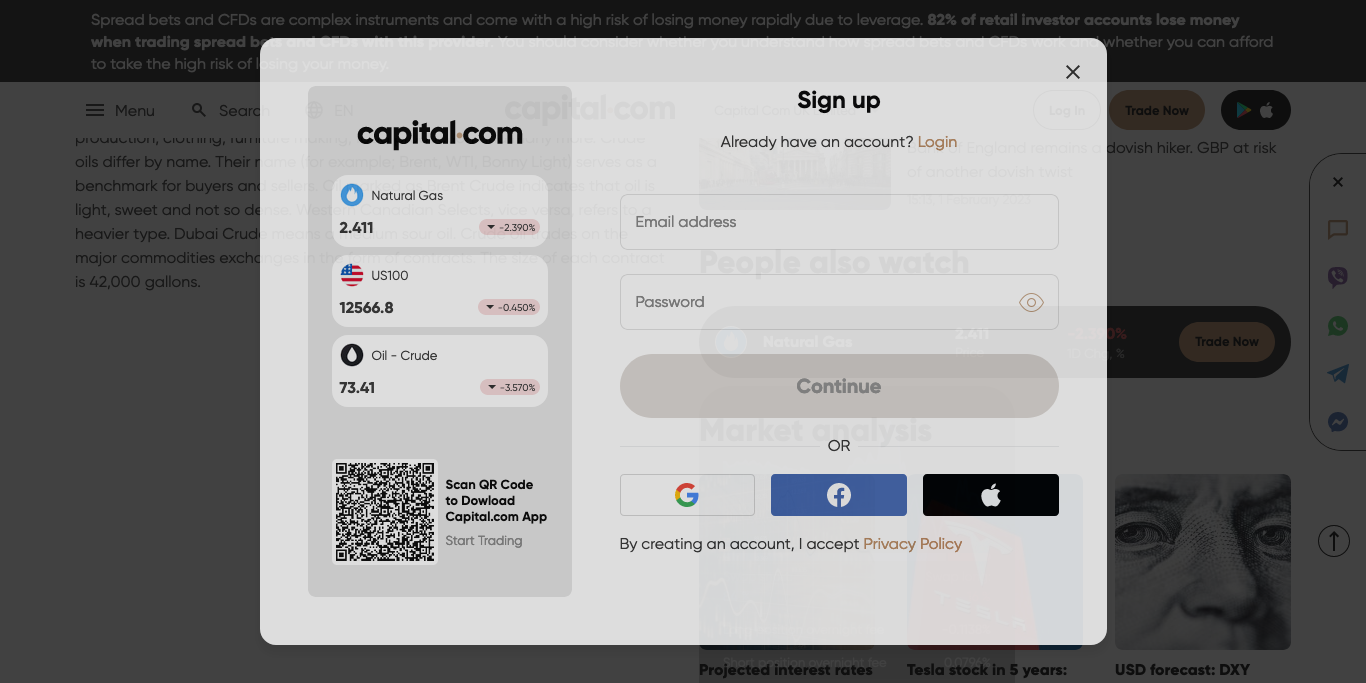 Spread bets and CFDs are complex instruments and come with a high risk of losing money rapidly due to leverage. 82% of retail investor accounts lose money
when trading spread bets and CFDs with this provider. You should consider whether you understand how spread bets and CFDs work and whether you can afford
to take the high risk of losing your money.
Menu
Search
EN
capital.com
Log In
Trade Now
production, clothing,
oils differ by name. Their name (for example, Brent, WTI, Bonny Light) serves as a
benchmark for buyers and sellers. Crude indicates that oil is
light, sweet and not so dense. Western Canadian Selects, vice versa, refers to a
heavier type. Dubai Crude means medium sour oil. Crude trades on the
major commodities exchanges in the form of contracts. The size of each contract
is 42,000 gallons.
England remains a dovish hiker. GBP at risk
of another dovish twist
People also watch
Natural Gas
2.411
Trade Now
Market analysis
Projected interest rates
Short position overnight fee
Tesla stock in 5 years:
USD forecast: DXY
TESLA
capital.com
Natural Gas
2.411
-2.390%
US100
12566.8
-0.450%
Oil - Crude
73.41
-3.570%
Scan QR Code
to Dowload
Capital.com App
Start Trading
Sign up
Already have an account? Login
Email address
Password
Continue
OR
By creating an account, I accept Privacy Policy